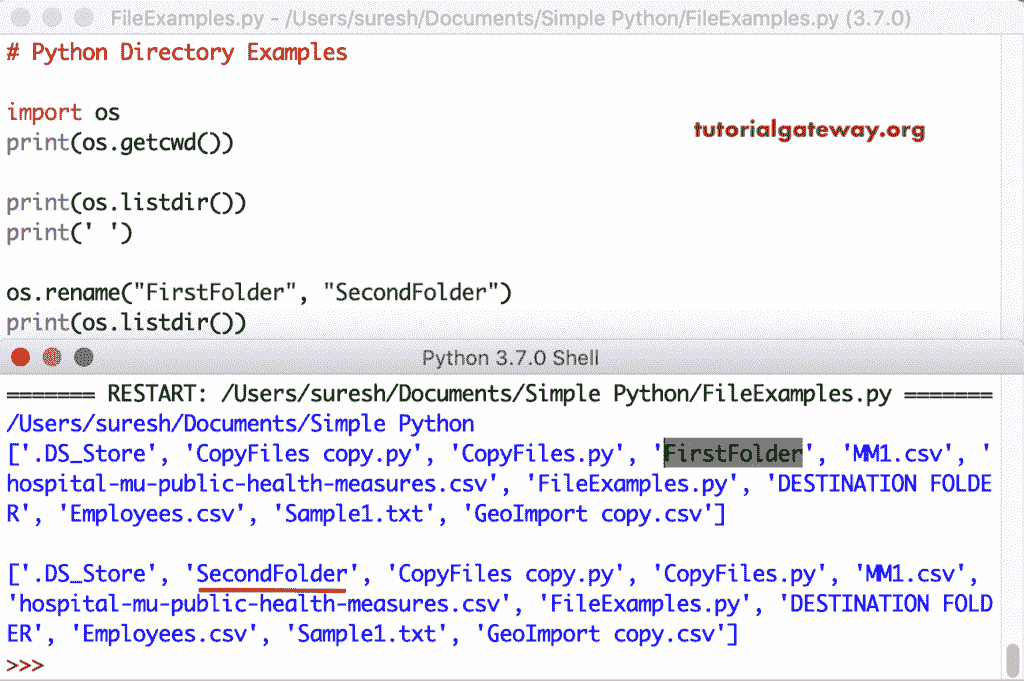 FileExamples.py - /Users/suresh/Documents/Simple Python/FileExamples.py (3.7.0)
# Python Directory Examples
import os
tutorialgateway.org
print(os.getcwd())
print(os.listdir())
print(' ')
os.rename("FirstFolder", "SecondFolder")
print(os.listdir())
Python 3.7.0 Shell
======= RESTART: /Users/suresh/Documents/Simple Python/FileExamples.py =======
/Users/suresh/Documents/Simple Python
['.DS_Store', 'CopyFiles copy.py', 'CopyFiles.py', 'FirstFolder', 'MM1.csv', '
hospital-mu-public-health-measures.csv', 'FileExamples.py', 'DESTINATION FOLDE
R', 'Employees.csv', 'Sample1.txt', 'GeoImport copy.csv']
['.DS_Store', 'SecondFolder', 'CopyFiles copy.py', 'CopyFiles.py', 'MM1.csv',
'hospital-mu-public-health-measures.csv', 'FileExamples.py', 'DESTINATION FOLD
ER', 'Employees.csv', 'Sample1.txt', 'GeoImport copy.csv']
>>>